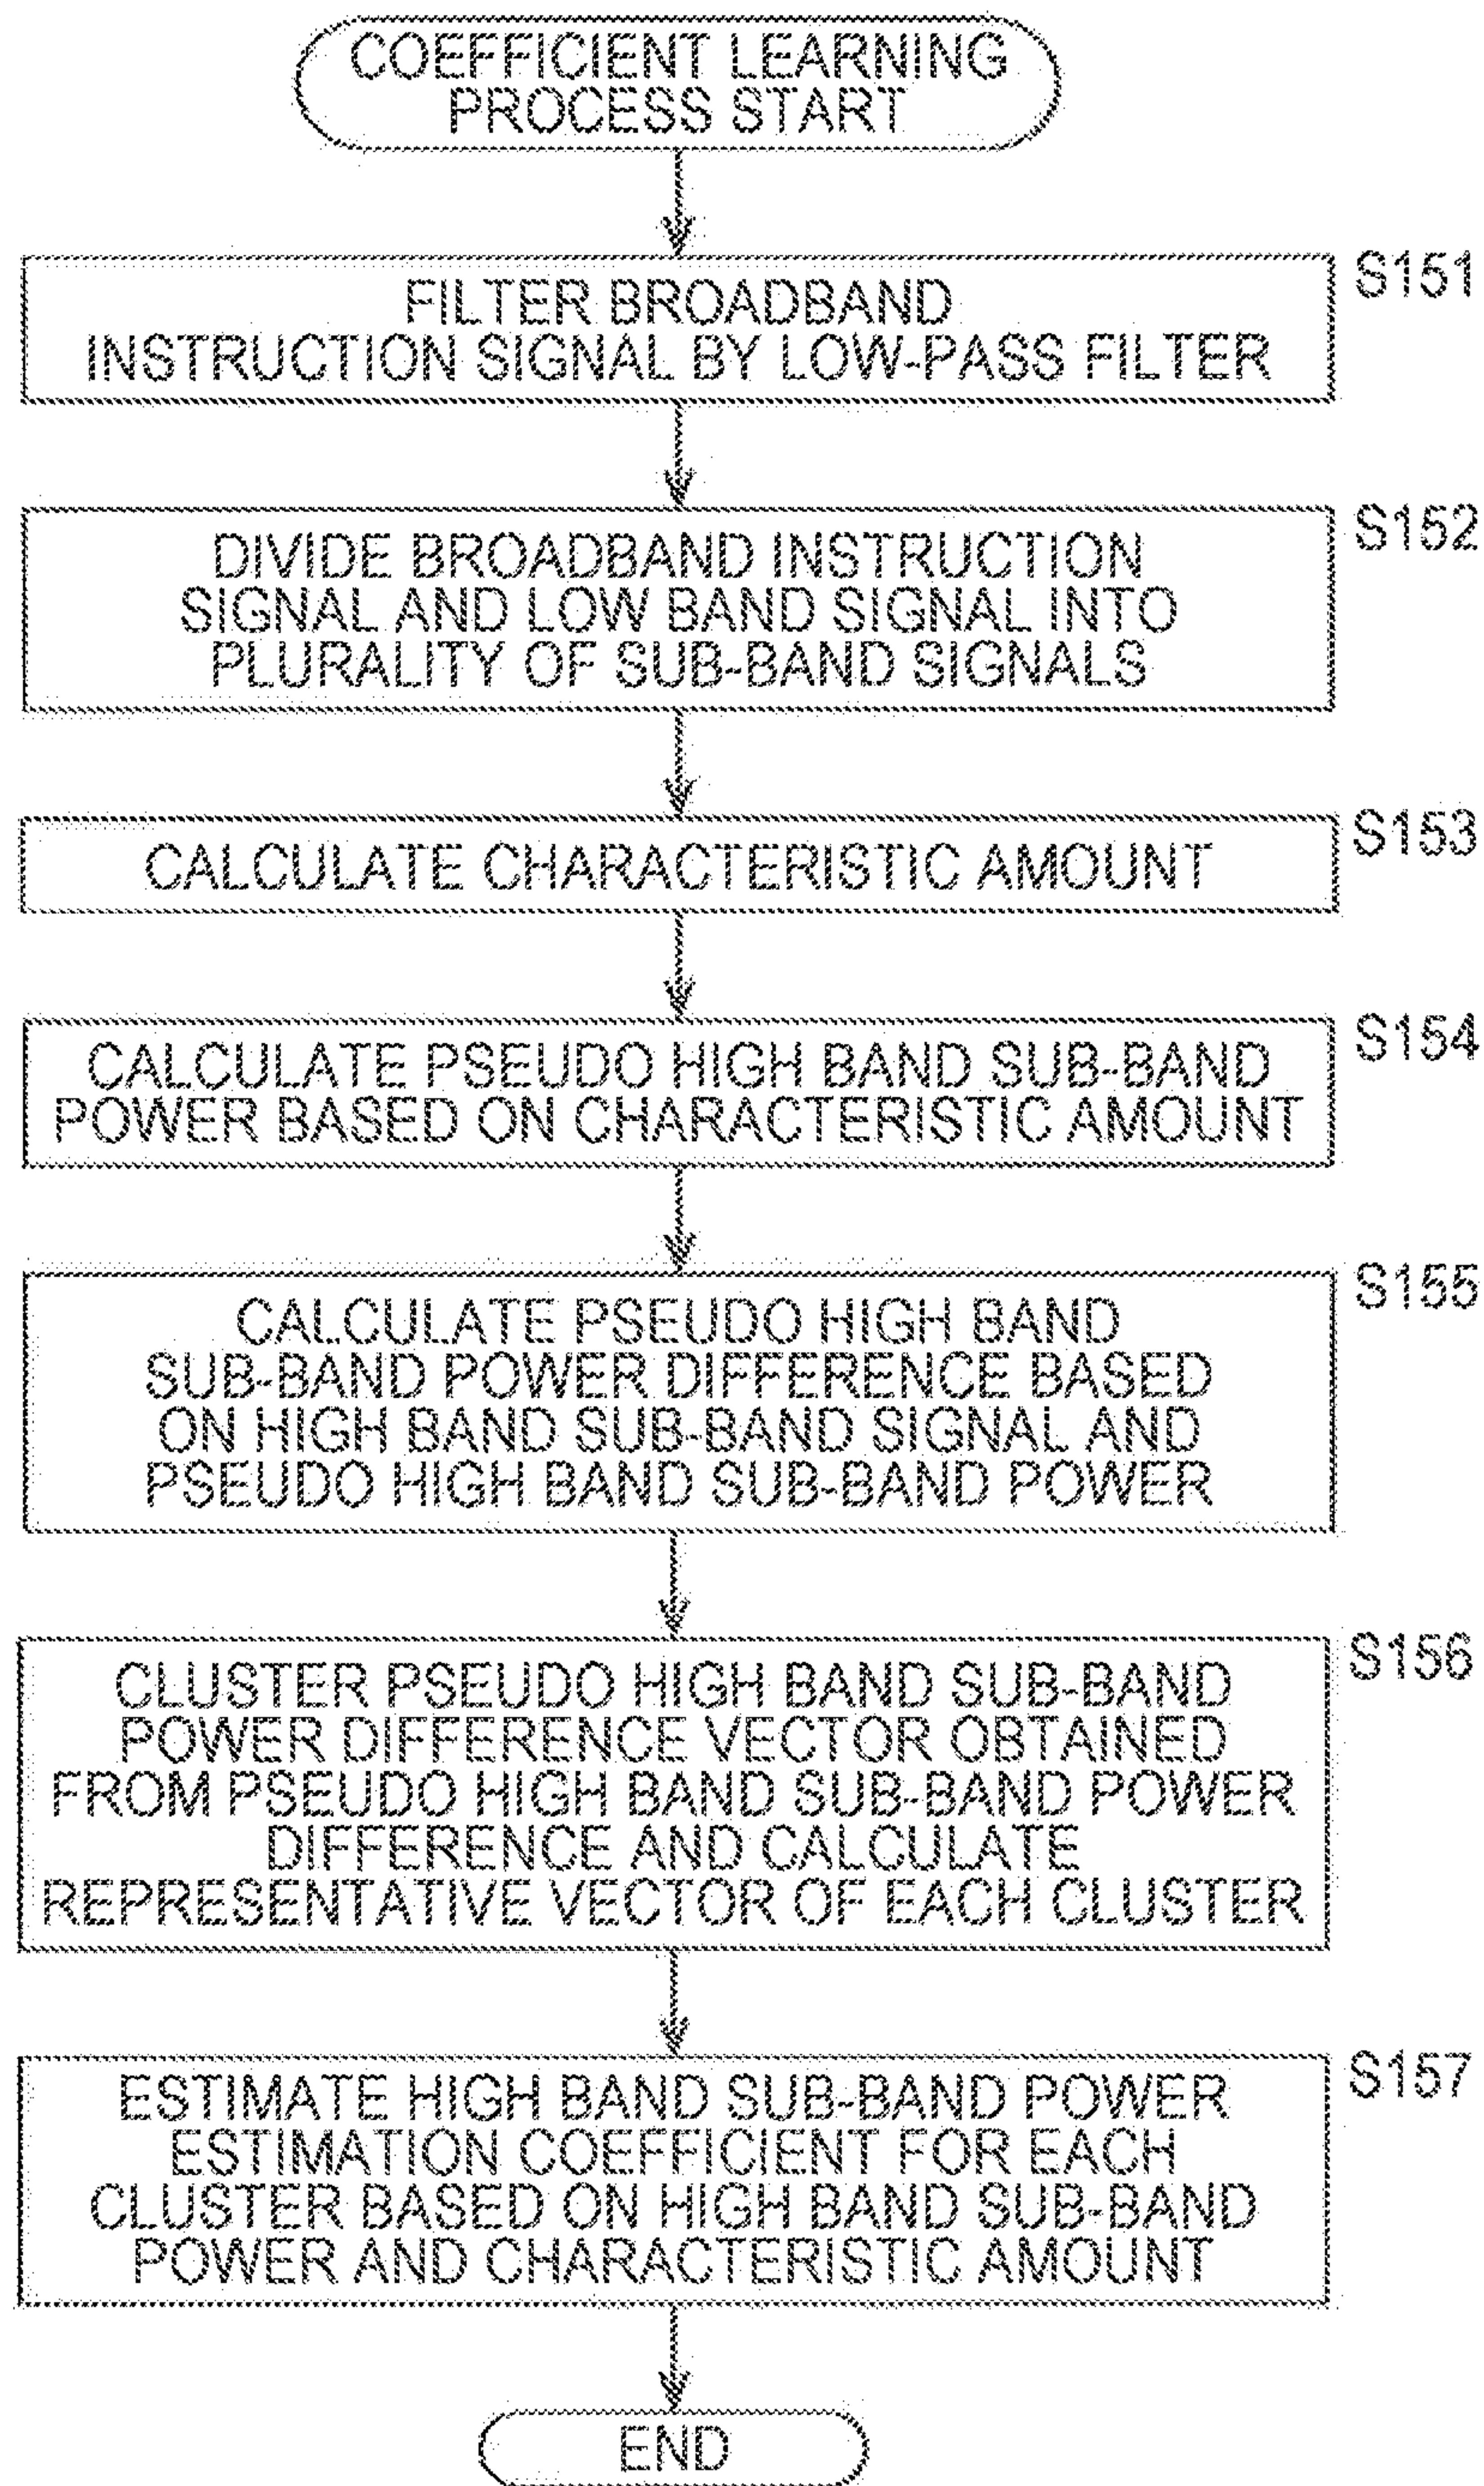 COEFFICIENT LEARNING
PROCESS START
S151
FILTER BROADBAND
INSTRUCTION SIGNAL BY LOW-PASS FILTER
S152
DIVIDE BROADBAND INSTRUCTION
SIGNAL AND LOW BAND SIGNAL INTO
PLURALITY OF SUB-BAND SIGNALS
S153
CALCULATE CHARACTERISTIC AMOUNT
S154
CALCULATE PSEUDO HIGH BAND SUB-BAND
POWER BASED ON CHARACTERISTIC AMOUNT
S155
CALCULATE PSEUDO HIGH BAND
SUB-BAND POWER DIFFERENCE BASED
ON HIGH BAND SUB-BAND SIGNAL AND
PSEUDO HIGH BAND SUB-BAND POWER
S156
CLUSTER PSEUDO HIGH BAND SUB-BAND
POWER DIFFERENCE VECTOR OBTAINED
FROM PSEUDO HIGH BAND SUB-BAND POWER
DIFFERENCE AND CALCULATE
REPRESENTATIVE VECTOR OF EACH CLUSTER
S157
ESTIMATE HIGH BAND SUB-BAND POWER
ESTIMATION COEFFICIENT FOR EACH
CLUSTER BASED ON HIGH BAND SUB-BAND
POWER AND CHARACTERISTIC AMOUNT
END